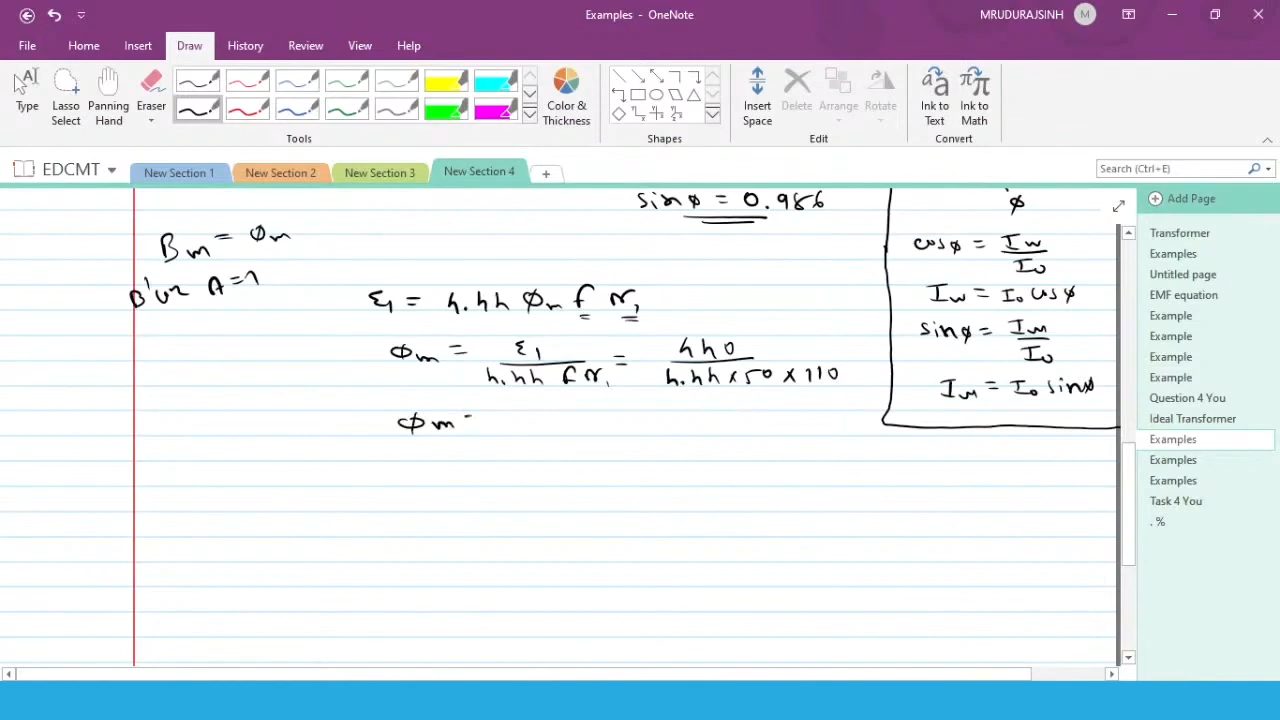 Examples - OneNote
MRUDURAJSINH
M
File
Home
Insert
Draw
History
Review
View
Help
Type
Lasso Select
Panning Hand
Eraser
Color & Thickness
Insert Space
Delete
Arrange
Rotate
Ink to Text
Ink to Math
Tools
Shapes
Edit
Convert
EDCMT
New Section 1
New Section 2
New Section 3
New Section 4
Search (Ctrl+E)
Add Page
Transformer
Examples
Untitled page
EMF equation
Example
Example
Example
Example
Question 4 You
Ideal Transformer
Examples
Examples
Examples
Task 4 You
. %
sinφ = 0.986
Bm = φm
A = 1
E1 = 4.44 φm f N1
φm = E1 / 4.44 f N1 = 440 / 4.44 × 50 × 110
φm =
φ
cosφ = Iw / I0
Iw = I0 cosφ
sinφ = Iμ / I0
Iμ = I0 sinφ